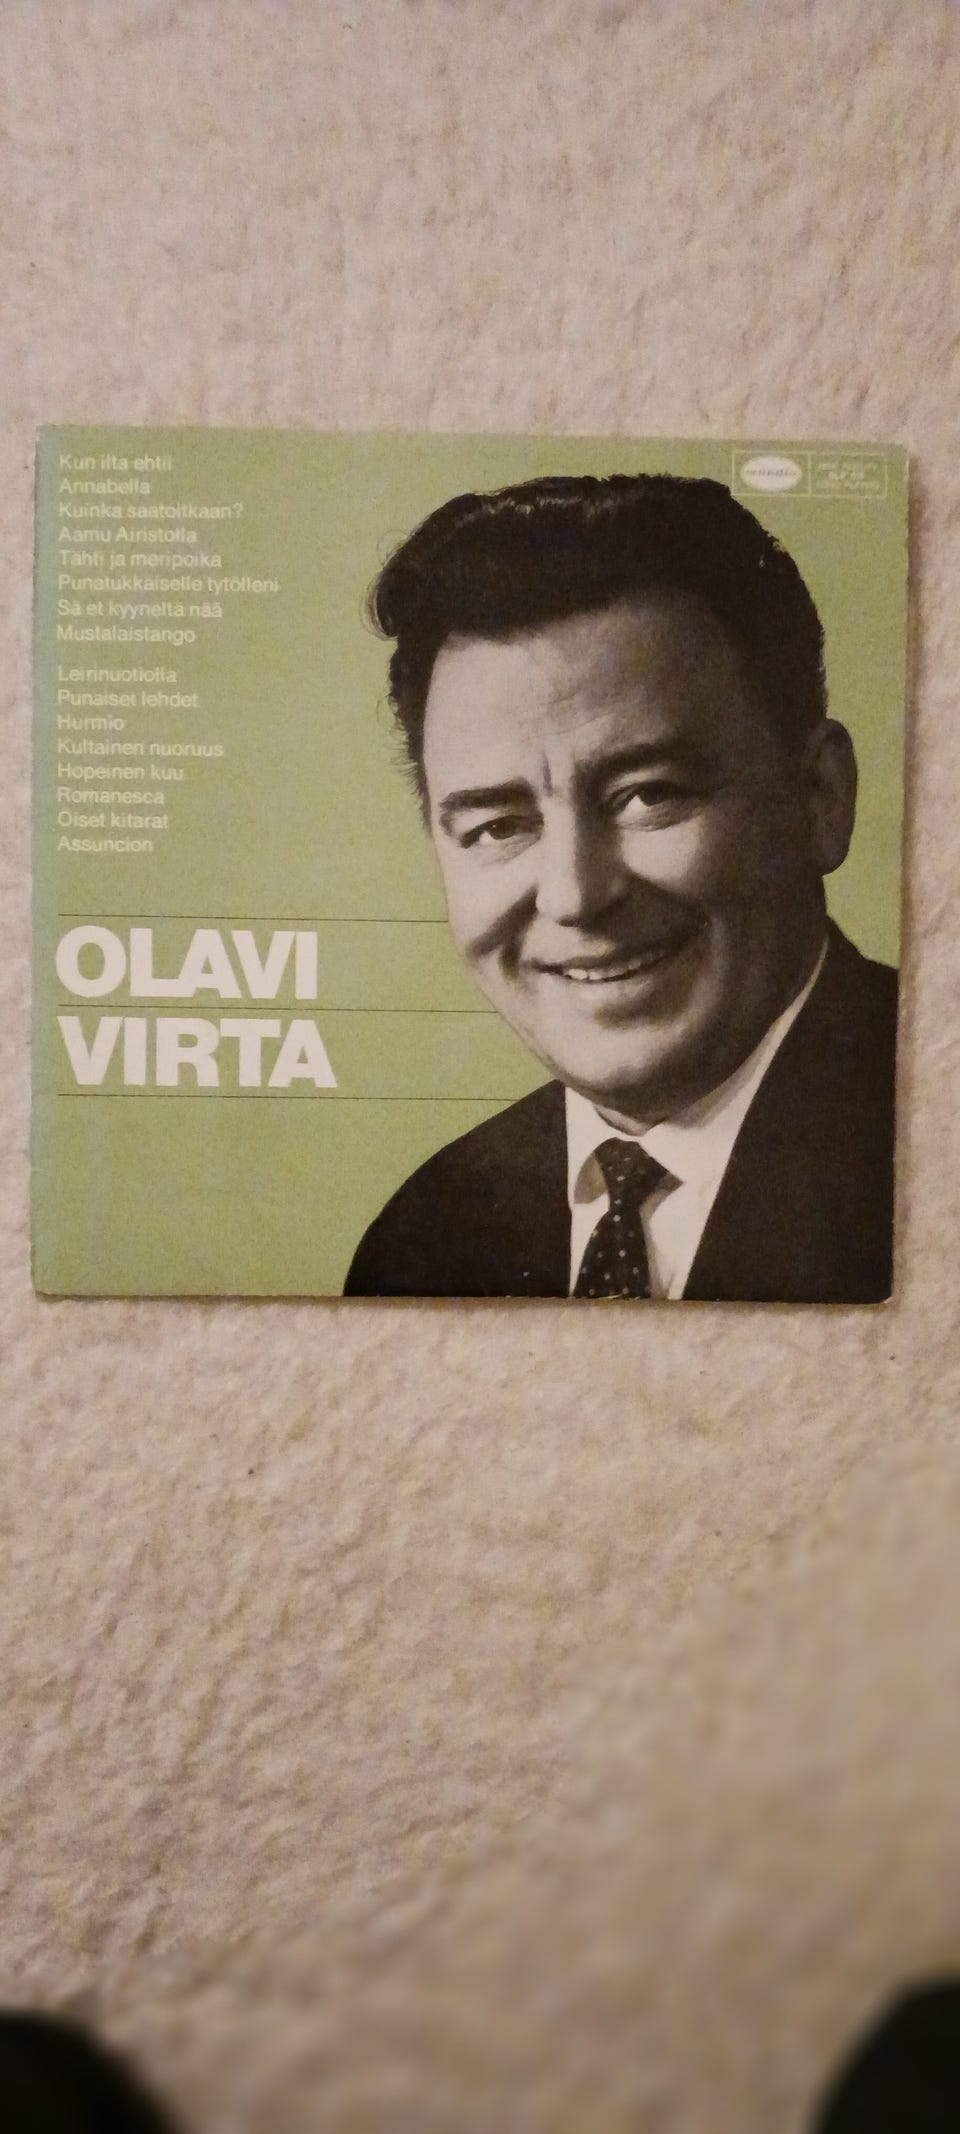 Kun ilta ehtii
Annabella
Kuinka saatoitkaan?
Aamu Airistolla
Tähti ja meripoika
Punatukkaiselle tytölleni
Sä et kyyneltä nää
Mustalaistango
Leirinuotiolla
Punaiset lehdet
Hurmio
Kultainen nuoruus
Hopeinen kuu
Romanesca
Öiset kitarat
Assuncion
OLAVI
VIRTA